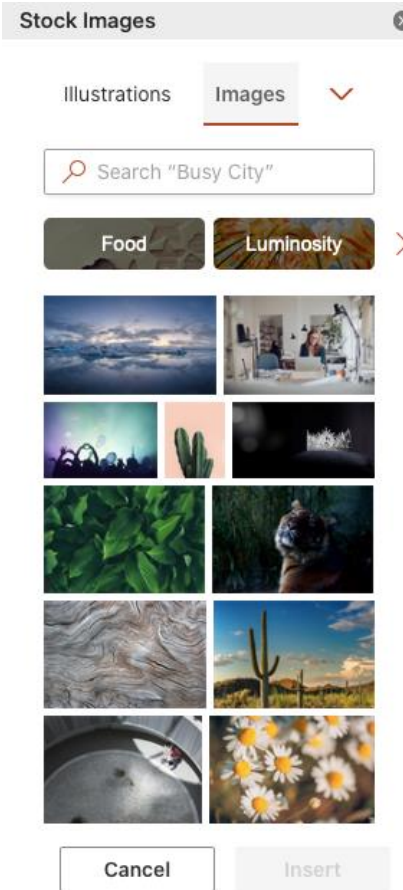 Stock Images
Illustrations Images
Search "Busy City"
Food Luminosity
Cancel Insert